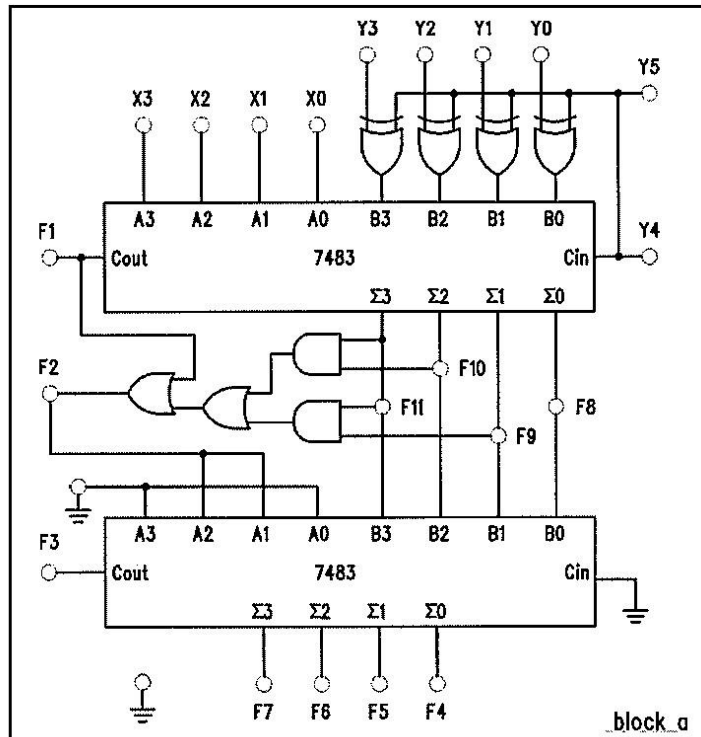 Y3 Y2 Y1 Y0
Y5
X3 X2 X1 X0
A3 A2 A1 A0 B3 B2 B1 B0
F1
Y4
Cout 7483 Cin
Σ3 Σ2 Σ1 Σ0
F2
F10
F11
F8
F9
A3 A2 A1 A0 B3 B2 B1 B0
F3
Cout 7483 Cin
Σ3 Σ2 Σ1 Σ0
F7 F6 F5 F4
_block_a